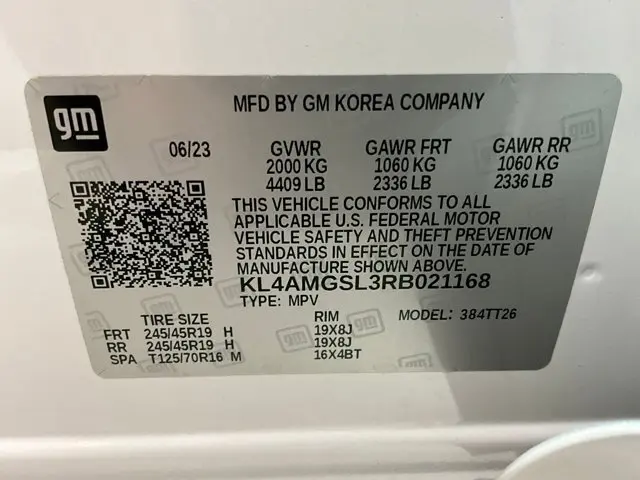 gm
MFD BY GM KOREA COMPANY
06/23 GVWR GAWR FRT GAWR RR
2000 KG 1060 KG 1060 KG
4409 LB 2336 LB 2336 LB
THIS VEHICLE CONFORMS TO ALL
APPLICABLE U.S. FEDERAL MOTOR
VEHICLE SAFETY AND THEFT PREVENTION
STANDARDS IN EFFECT ON THE DATE OF
MANUFACTURE SHOWN ABOVE.
KL4AMGSL3RB021168
TYPE: MPV
TIRE SIZE RIM MODEL: 384TT26
FRT 245/45R19 H 19X8J
RR 245/45R19 H 19X8J
SPA T125/70R16 M 16X4BT